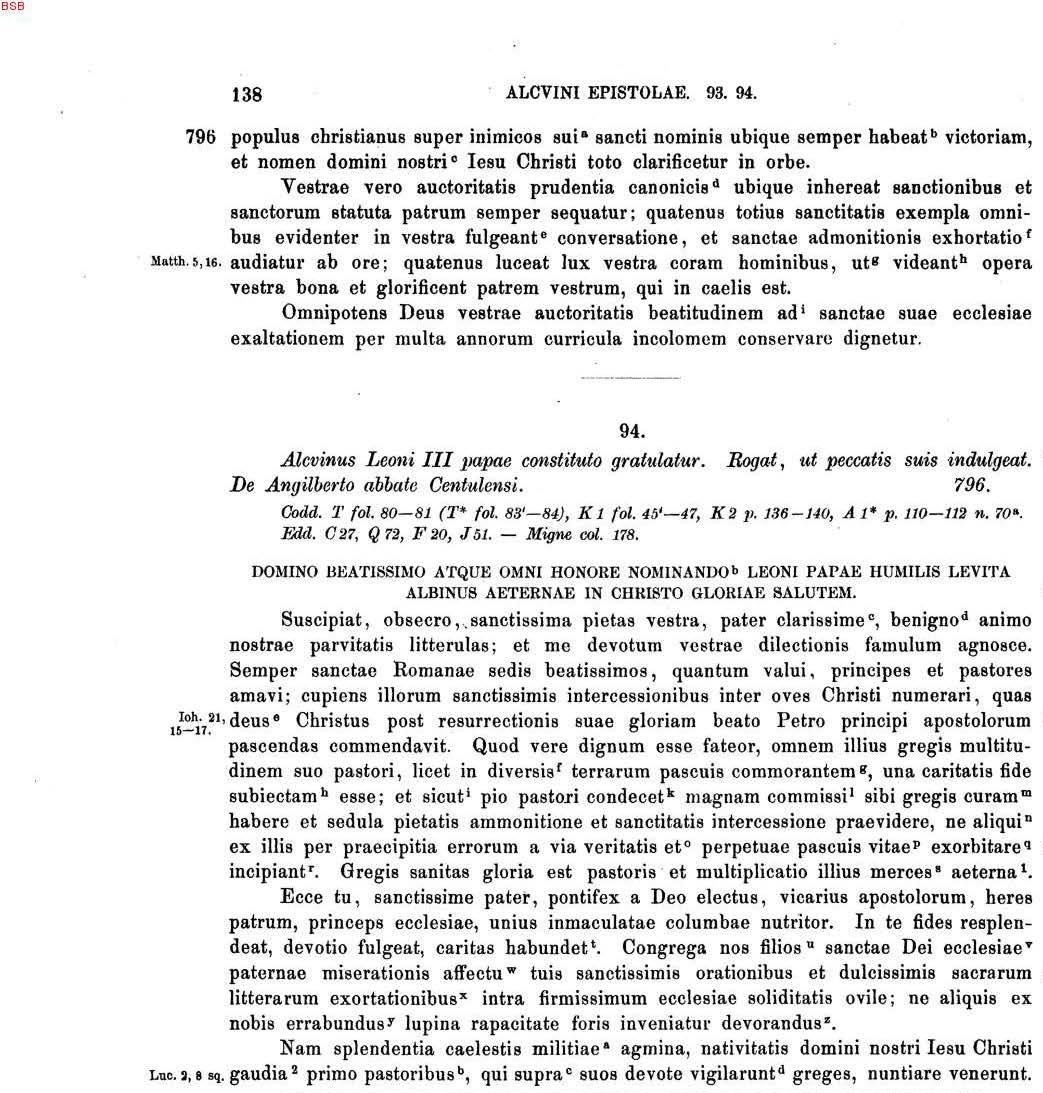 BSB
138 ALCVINI EPISTOLAE. 93. 94.
796 populus christianus super inimicos sui ᵃ sancti nominis ubique semper habeat ᵇ victoriam,
et nomen domini nostri ᶜ Iesu Christi toto clarificetur in orbe.
Vestrae vero auctoritatis prudentia canonicis ᵈ ubique inhereat sanctionibus et
sanctorum statuta patrum semper sequatur; quatenus totius sanctitatis exempla omni-
bus evidenter in vestra fulgeant ᵉ conversatione, et sanctae admonitionis exhortatio ᶠ
Matth. 5,16. audiatur ab ore; quatenus luceat lux vestra coram hominibus, ut ᵍ videant ʰ opera
vestra bona et glorificent patrem vestrum, qui in caelis est.
Omnipotens Deus vestrae auctoritatis beatitudinem ad ⁱ sanctae suae ecclesiae
exaltationem per multa annorum curricula incolomem conservare dignetur.
94.
Alcvinus Leoni III papae constituto gratulatur. Rogat, ut peccatis suis indulgeat.
De Angilberto abbate Centulensi. 796.
Codd. T fol. 80—81 (T* fol. 83'—84), K 1 fol. 45'—47, K 2 p. 136—140, A 1* p. 110—112 n. 70ᵃ.
Edd. C 27, Q 72, F 20, J 51. — Migne col. 178.
DOMINO BEATISSIMO ATQUE OMNI HONORE NOMINANDO ᵇ LEONI PAPAE HUMILIS LEVITA
ALBINUS AETERNAE IN CHRISTO GLORIAE SALUTEM.
Suscipiat, obsecro, sanctissima pietas vestra, pater clarissime ᶜ, benigno ᵈ animo
nostrae parvitatis litterulas; et me devotum vestrae dilectionis famulum agnosce.
Semper sanctae Romanae sedis beatissimos, quantum valui, principes et pastores
amavi; cupiens illorum sanctissimis intercessionibus inter oves Christi numerari, quas
Ioh. 21, 15—17. deus ᵉ Christus post resurrectionis suae gloriam beato Petro principi apostolorum
pascendas commendavit. Quod vere dignum esse fateor, omnem illius gregis multitu-
dinem suo pastori, licet in diversis ᶠ terrarum pascuis commorantem ᵍ, una caritatis fide
subiectam ʰ esse; et sicut ⁱ pio pastori condecet ᵏ magnam commissi ˡ sibi gregis curam ᵐ
habere et sedula pietatis ammonitione et sanctitatis intercessione praevidere, ne aliqui ⁿ
ex illis per praecipitia errorum a via veritatis et ᵒ perpetuae pascuis vitae ᵖ exorbitare q
incipiant ʳ. Gregis sanitas gloria est pastoris et multiplicatio illius merces ˢ aeterna ¹.
Ecce tu, sanctissime pater, pontifex a Deo electus, vicarius apostolorum, heres
patrum, princeps ecclesiae, unius inmaculatae columbae nutritor. In te fides resplen-
deat, devotio fulgeat, caritas habundet ᵗ. Congrega nos filios ᵘ sanctae Dei ecclesiae ᵛ
paternae miserationis affectu ʷ tuis sanctissimis orationibus et dulcissimis sacrarum
litterarum exortationibus ˣ intra firmissimum ecclesiae soliditatis ovile; ne aliquis ex
nobis errabundus ʸ lupina rapacitate foris inveniatur devorandus ᶻ.
Nam splendentia caelestis militiae ᵃ agmina, nativitatis domini nostri Iesu Christi
Luc. 2, 8 sq. gaudia ² primo pastoribus ᵇ, qui supra ᶜ suos devote vigilarunt ᵈ greges, nuntiare venerunt.